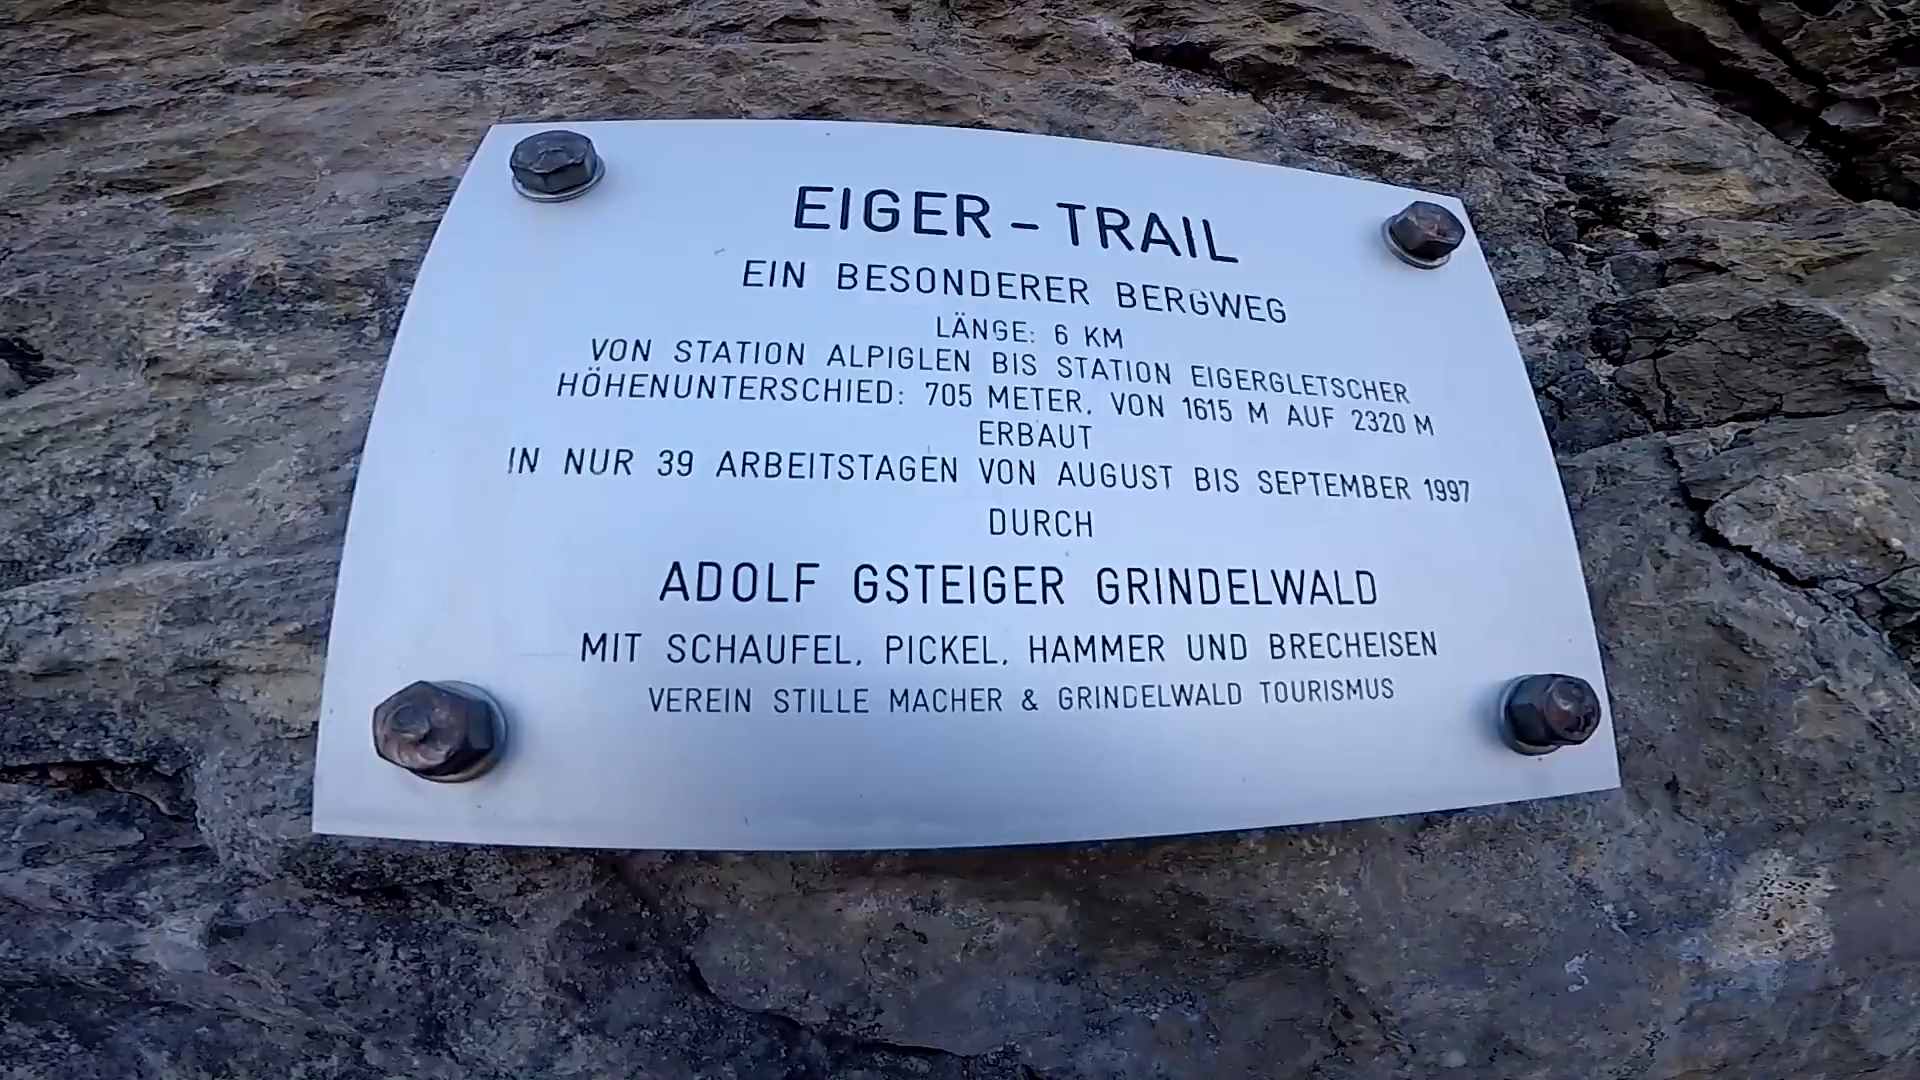 EIGER – TRAIL
EIN BESONDERER BERGWEG
LÄNGE: 6 KM
VON STATION ALPIGLEN BIS STATION EIGERGLETSCHER
HÖHENUNTERSCHIED: 705 METER, VON 1615 M AUF 2320 M
ERBAUT
IN NUR 39 ARBEITSTAGEN VON AUGUST BIS SEPTEMBER 1997
DURCH
ADOLF GSTEIGER GRINDELWALD
MIT SCHAUFEL, PICKEL, HAMMER UND BRECHEISEN
VEREIN STILLE MACHER & GRINDELWALD TOURISMUS